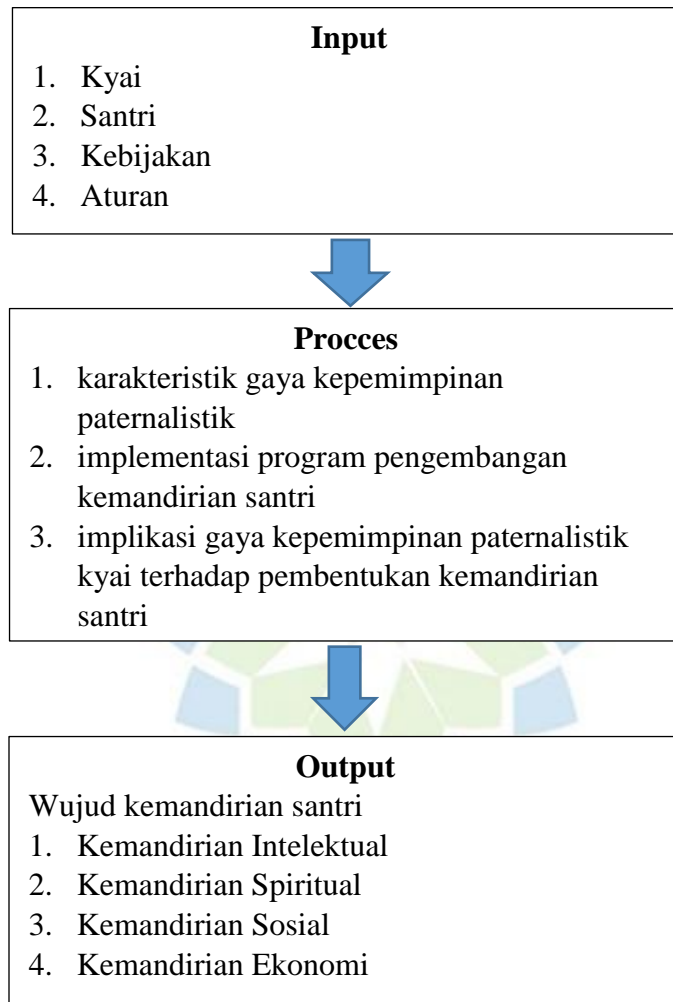 Input
1. Kyai
2. Santri
3. Kebijakan
4. Aturan
Procces
1. karakteristik gaya kepemimpinan
paternalistik
2. implementasi program pengembangan
kemandirian santri
3. implikasi gaya kepemimpinan paternalistik
kyai terhadap pembentukan kemandirian
santri
Output
Wujud kemandirian santri
1. Kemandirian Intelektual
2. Kemandirian Spiritual
3. Kemandirian Sosial
4. Kemandirian Ekonomi